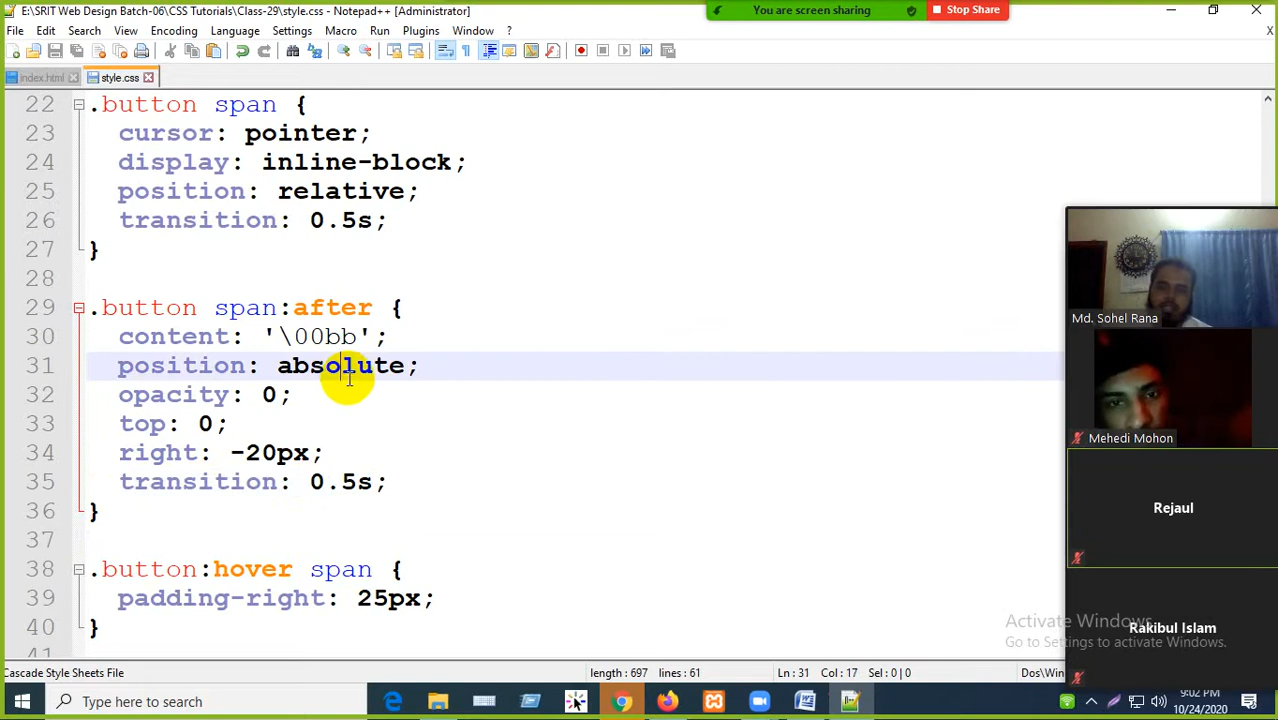 E:\SRIT Web Design Batch-06\CSS Tutorials\Class-29\style.css - Notepad++ [Administrator]
You are screen sharing
Stop Share
File Edit Search View Encoding Language Settings Macro Run Plugins Window ?
X
index.html
style.css
22 .button span {
23 cursor: pointer;
24 display: inline-block;
25 position: relative;
26 transition: 0.5s;
27 }
28
29 .button span:after {
30 content: '\00bb';
31 position: absolute;
32 opacity: 0;
33 top: 0;
34 right: -20px;
35 transition: 0.5s;
36 }
37
38 .button:hover span {
39 padding-right: 25px;
40 }
41
Md. Sohel Rana
Mehedi Mohon
Rejaul
Rakibul Islam
Activate Windows
Go to Settings to activate Windows.
Cascade Style Sheets File
length : 697 lines : 61
Ln : 31 Col : 17 Sel : 0 | 0
Dos\Win
Type here to search
9:02 PM
10/24/2020